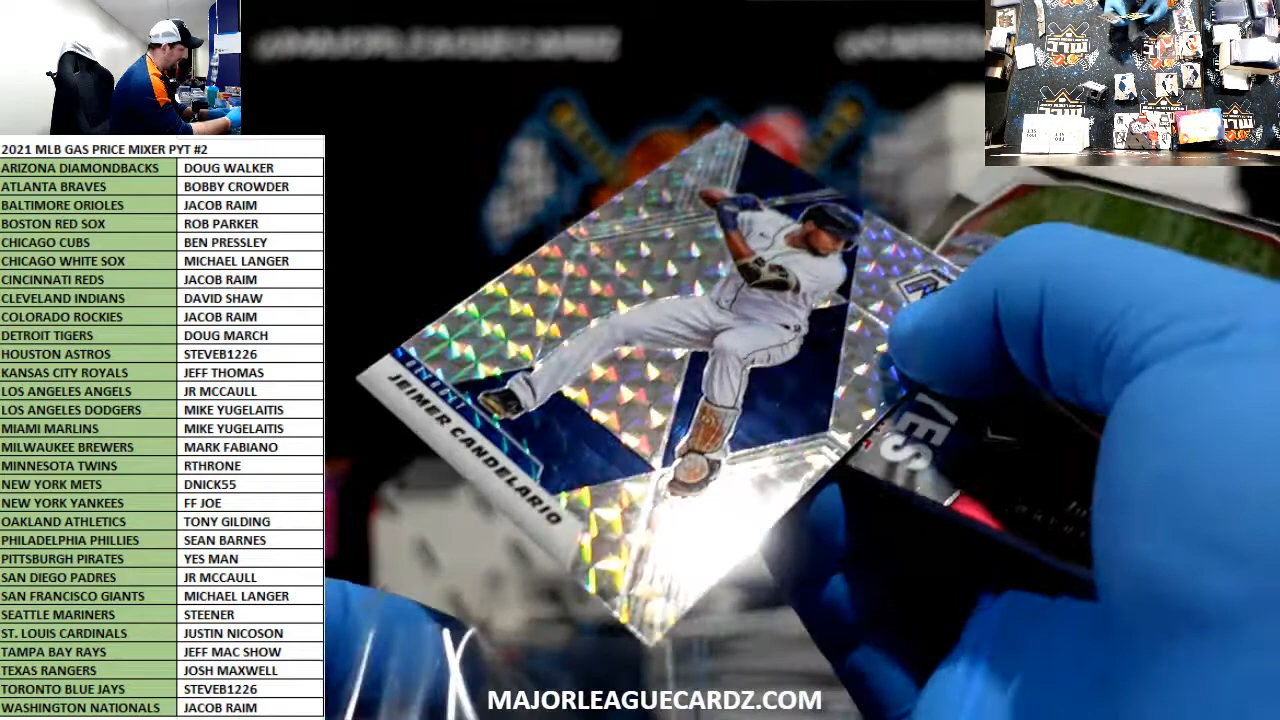 @MAJORLEAGUECARDZ
2021 MLB GAS PRICE MIXER PYT #2
ARIZONA DIAMONDBACKS DOUG WALKER
ATLANTA BRAVES BOBBY CROWDER
BALTIMORE ORIOLES JACOB RAIM
BOSTON RED SOX ROB PARKER
CHICAGO CUBS BEN PRESSLEY
CHICAGO WHITE SOX MICHAEL LANGER
CINCINNATI REDS JACOB RAIM
CLEVELAND INDIANS DAVID SHAW
COLORADO ROCKIES JACOB RAIM
DETROIT TIGERS DOUG MARCH
HOUSTON ASTROS STEVEB1226
KANSAS CITY ROYALS JEFF THOMAS
LOS ANGELES ANGELS JR MCCAULL
LOS ANGELES DODGERS MIKE YUGELAITIS
MIAMI MARLINS MIKE YUGELAITIS
MILWAUKEE BREWERS MARK FABIANO
MINNESOTA TWINS RTHRONE
NEW YORK METS DNICK55
NEW YORK YANKEES FF JOE
OAKLAND ATHLETICS TONY GILDING
PHILADELPHIA PHILLIES SEAN BARNES
PITTSBURGH PIRATES YES MAN
SAN DIEGO PADRES JR MCCAULL
SAN FRANCISCO GIANTS MICHAEL LANGER
SEATTLE MARINERS STEENER
ST. LOUIS CARDINALS JUSTIN NICOSON
TAMPA BAY RAYS JEFF MAC SHOW
TEXAS RANGERS JOSH MAXWELL
TORONTO BLUE JAYS STEVEB1226
WASHINGTON NATIONALS JACOB RAIM
DETROIT
JEIMER CANDELARIO
YES
MAJORLEAGUECARDZ.COM